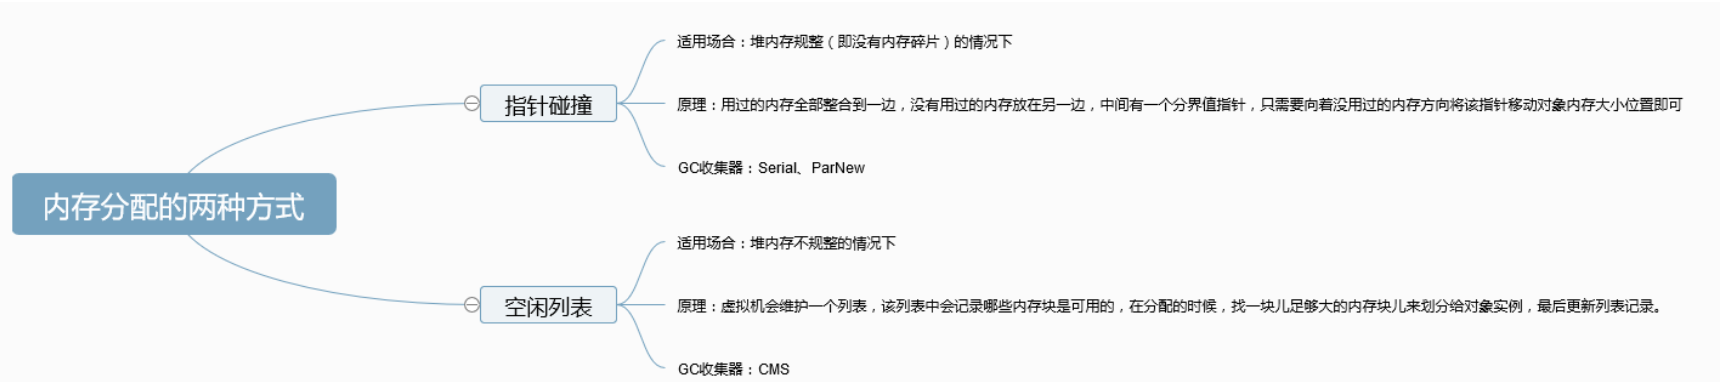 内存分配的两种方式
指针碰撞
适用场合：堆内存规整（即没有内存碎片）的情况下
原理：用过的内存全部整合到一边，没有用过的内存放在另一边，中间有一个分界值指针，只需要向着没用过的内存方向将该指针移动对象内存大小位置即可
GC收集器：Serial、ParNew
空闲列表
适用场合：堆内存不规整的情况下
原理：虚拟机会维护一个列表，该列表中会记录哪些内存块是可用的，在分配的时候，找一块儿足够大的内存块儿来划分给对象实例，最后更新列表记录。
GC收集器：CMS